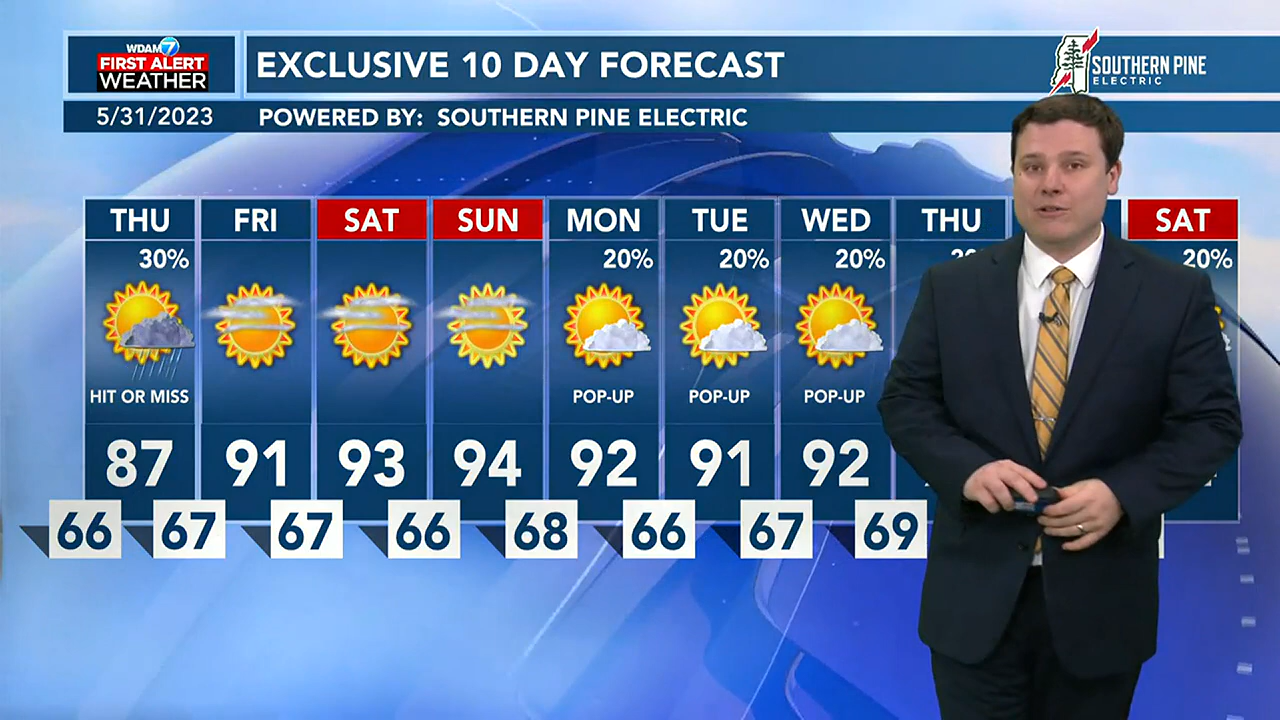 WDAM 7
FIRST ALERT
WEATHER
EXCLUSIVE 10 DAY FORECAST
SOUTHERN PINE
ELECTRIC
5/31/2023
POWERED BY: SOUTHERN PINE ELECTRIC
THU FRI SAT SUN MON TUE WED THU SAT
30% 20% 20% 20% 20%
HIT OR MISS POP-UP POP-UP POP-UP
87 91 93 94 92 91 92
66 67 67 66 68 66 67 69